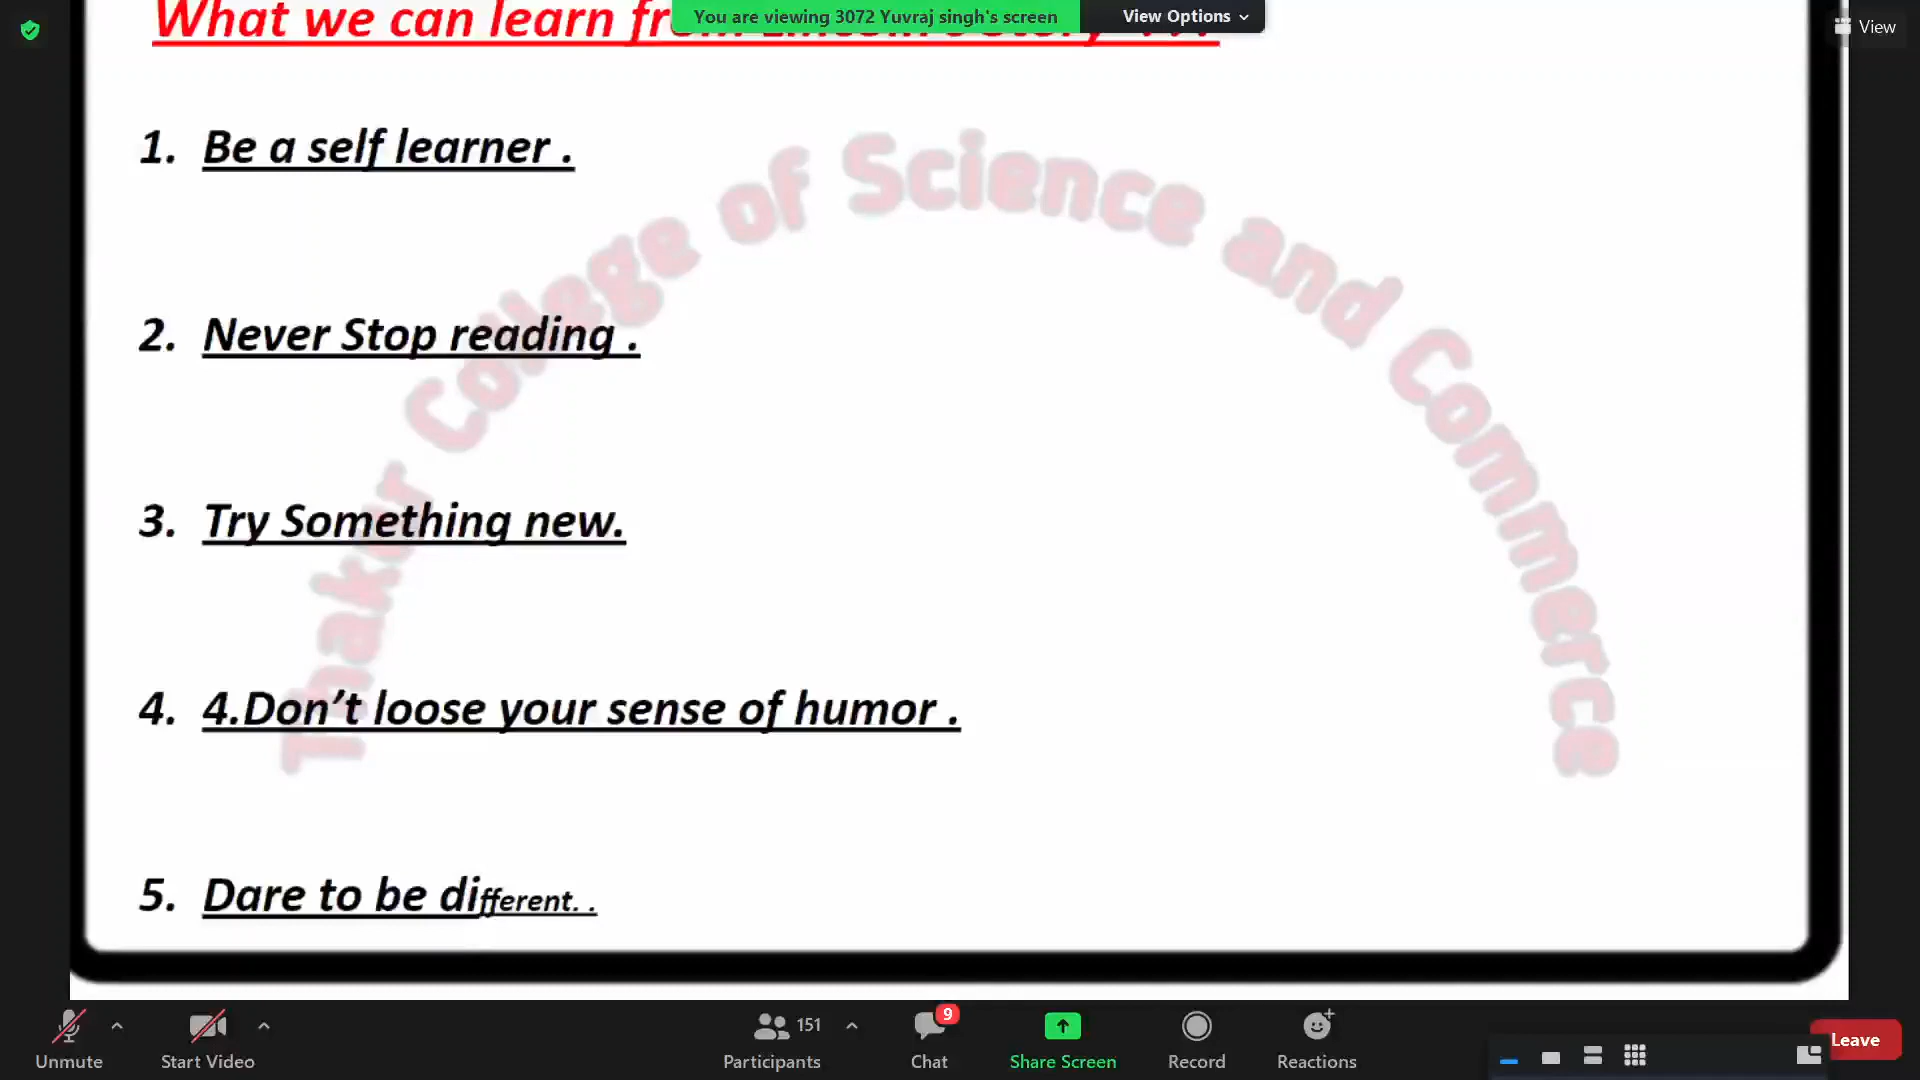 What we can learn from Lincoln's Story
You are viewing 3072 Yuvraj singh's screen
View Options
View
1. Be a self learner .
2. Never Stop reading .
3. Try Something new.
4. 4.Don’t loose your sense of humor .
5. Dare to be different. .
Thakur College of Science and Commerce
Unmute
Start Video
151
Participants
9
Chat
Share Screen
Record
Reactions
Leave